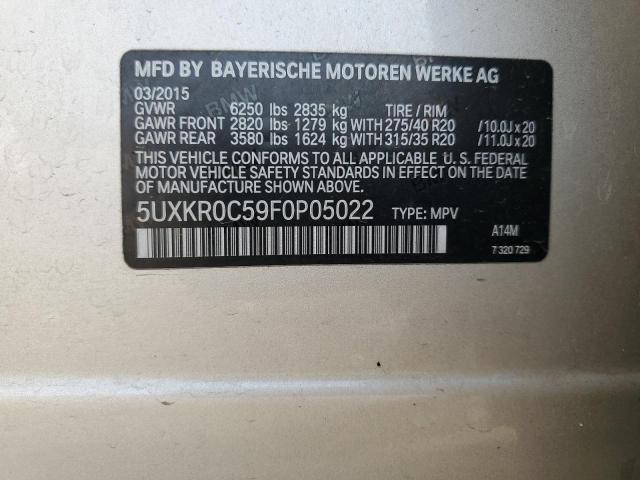 MFD BY BAYERISCHE MOTOREN WERKE AG
03/2015
GVWR 6250 lbs 2835 kg TIRE / RIM
GAWR FRONT 2820 lbs 1279 kg WITH 275/40 R20 /10.0J x 20
GAWR REAR 3580 lbs 1624 kg WITH 315/35 R20 /11.0J x 20
THIS VEHICLE CONFORMS TO ALL APPLICABLE U. S. FEDERAL
MOTOR VEHICLE SAFETY STANDARDS IN EFFECT ON THE
DATE OF MANUFACTURE SHOWN ABOVE.
5UXKR0C59F0P05022 TYPE: MPV
A14M
7 320 729